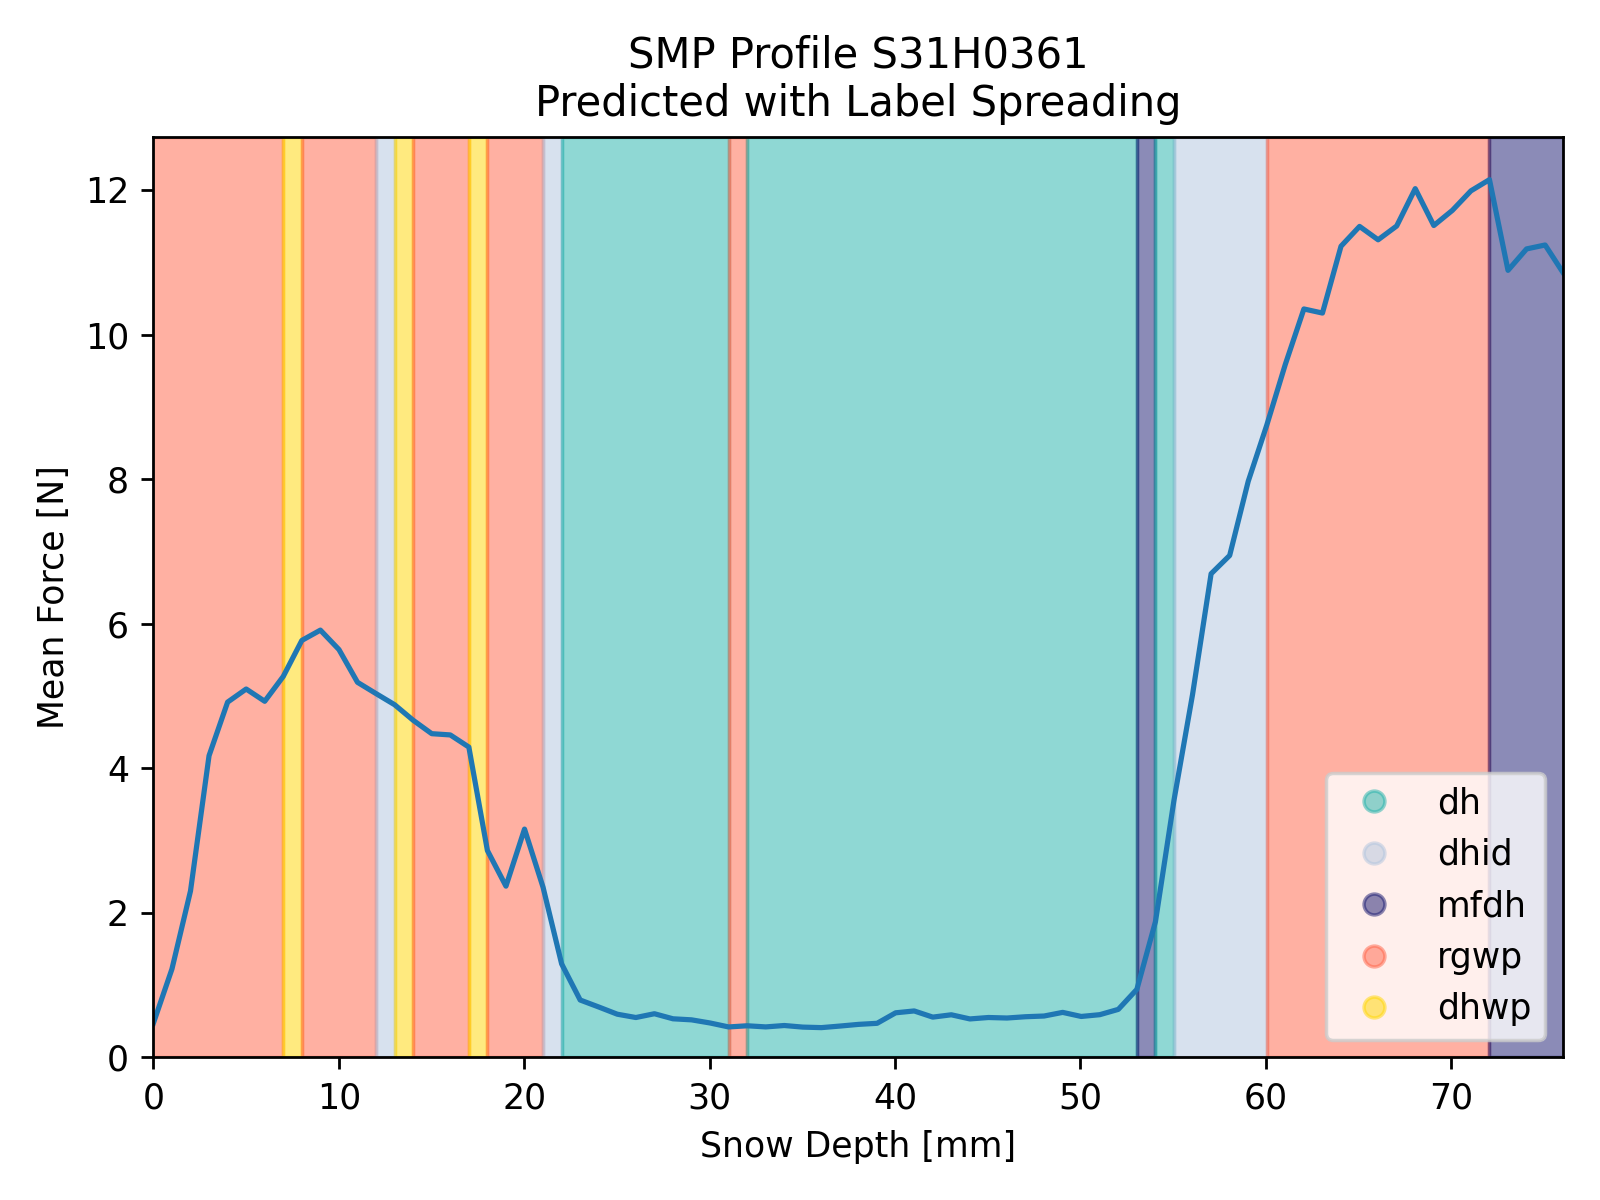 SMP Profile S31H0361
Predicted with Label Spreading
Mean Force [N]
12
10
8
6
4
2
0
dh
dhid
mfdh
rgwp
dhwp
0 10 20 30 40 50 60 70
Snow Depth [mm]